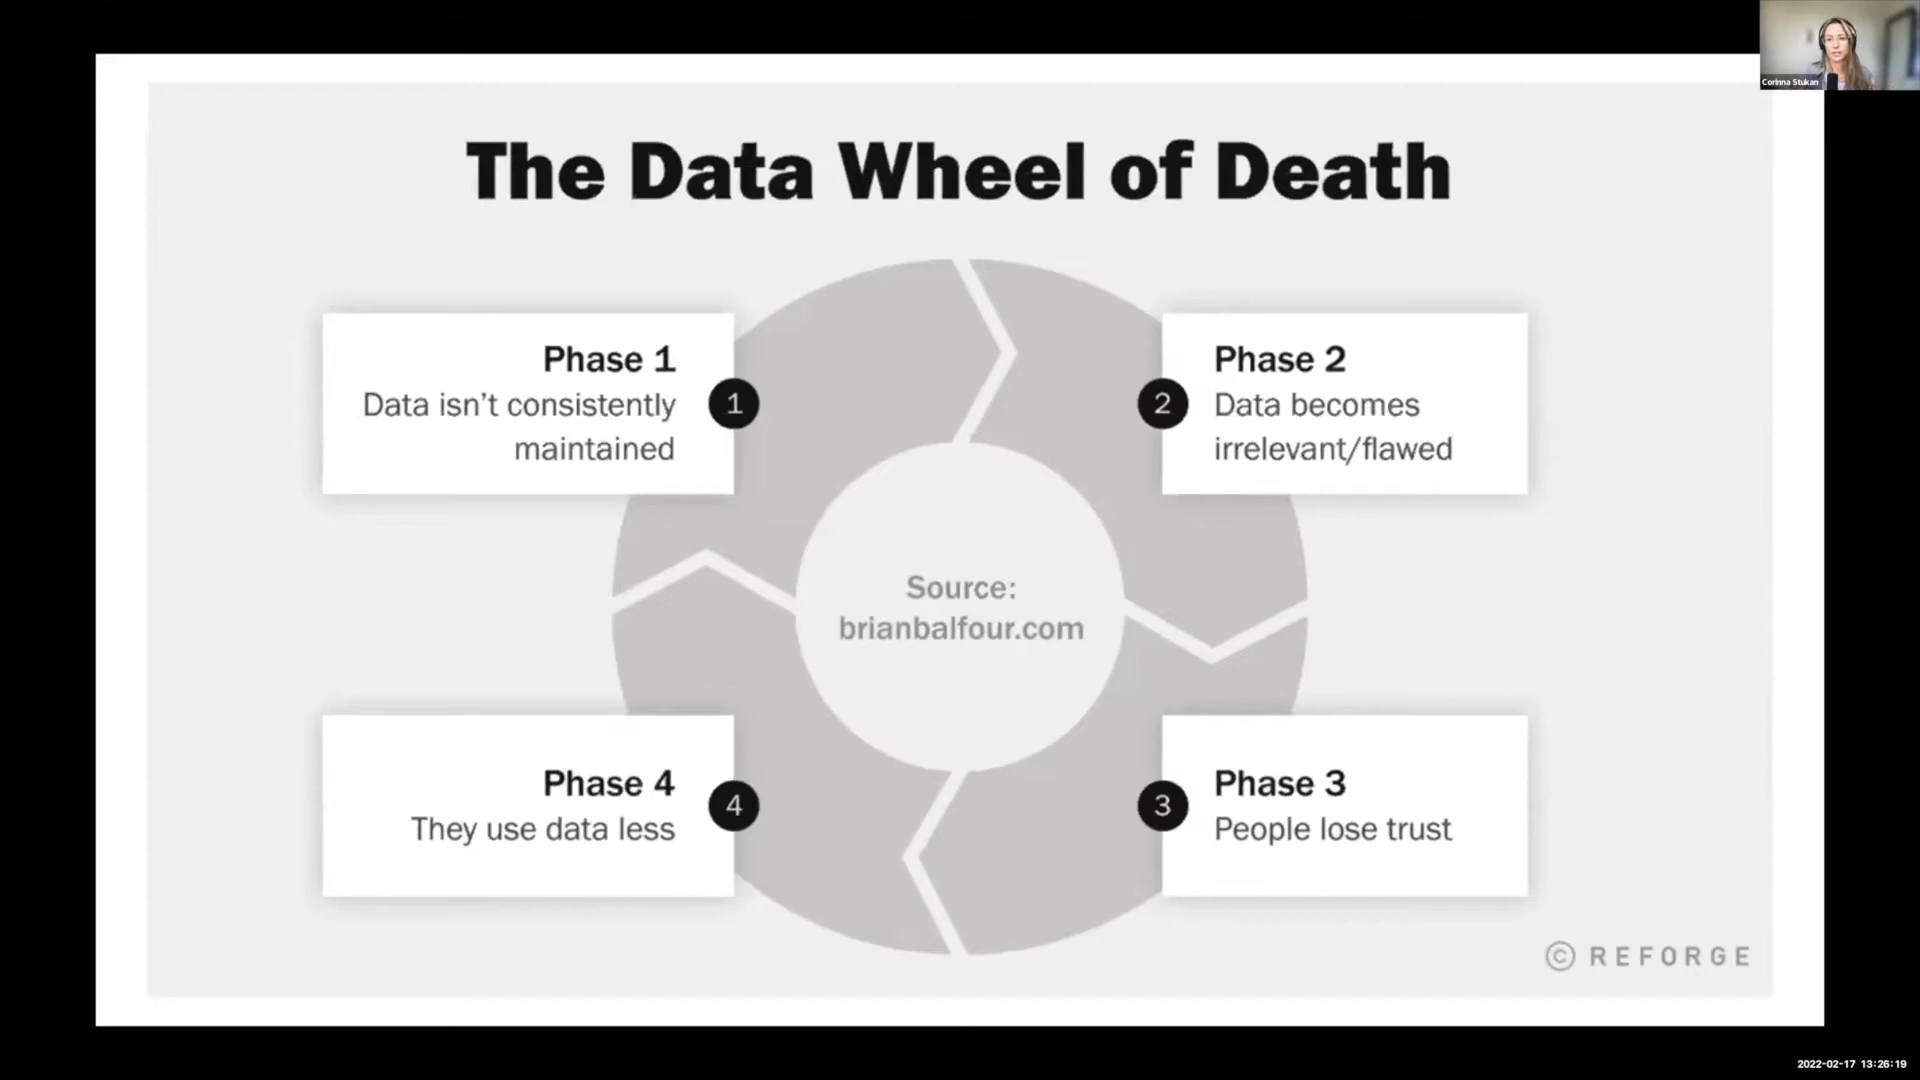 Corinna Stukan
The Data Wheel of Death
Phase 1
Data isn't consistently
maintained
1
2
Phase 2
Data becomes
irrelevant/flawed
Source:
brianbalfour.com
Phase 4
They use data less
4
3
Phase 3
People lose trust
© REFORGE
2022-02-17 13:26:19